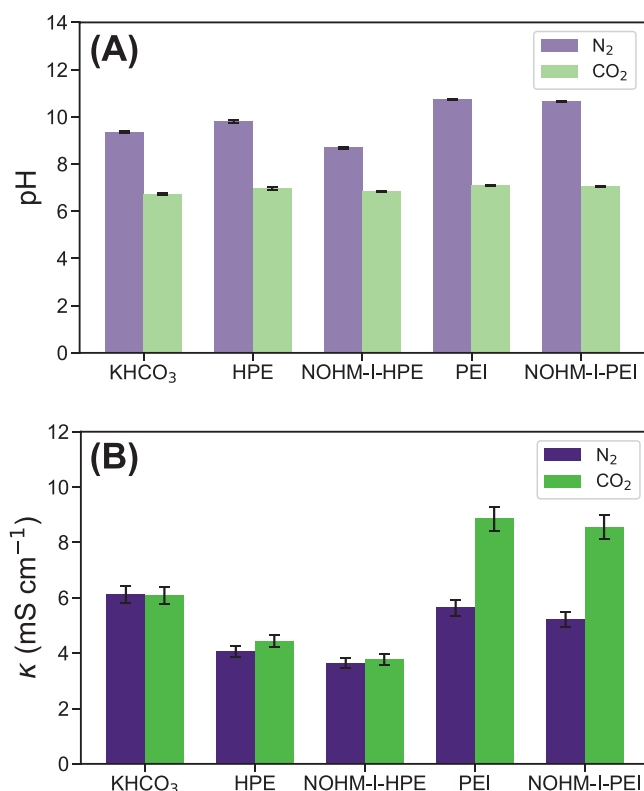 (A)
pH
14
12
10
8
6
4
2
0
N₂
CO₂
KHCO₃ HPE NOHM-I-HPE PEI NOHM-I-PEI
(B)
κ (mS cm⁻¹)
12
10
8
6
4
2
0
N₂
CO₂
KHCO₃ HPE NOHM-I-HPE PEI NOHM-I-PEI